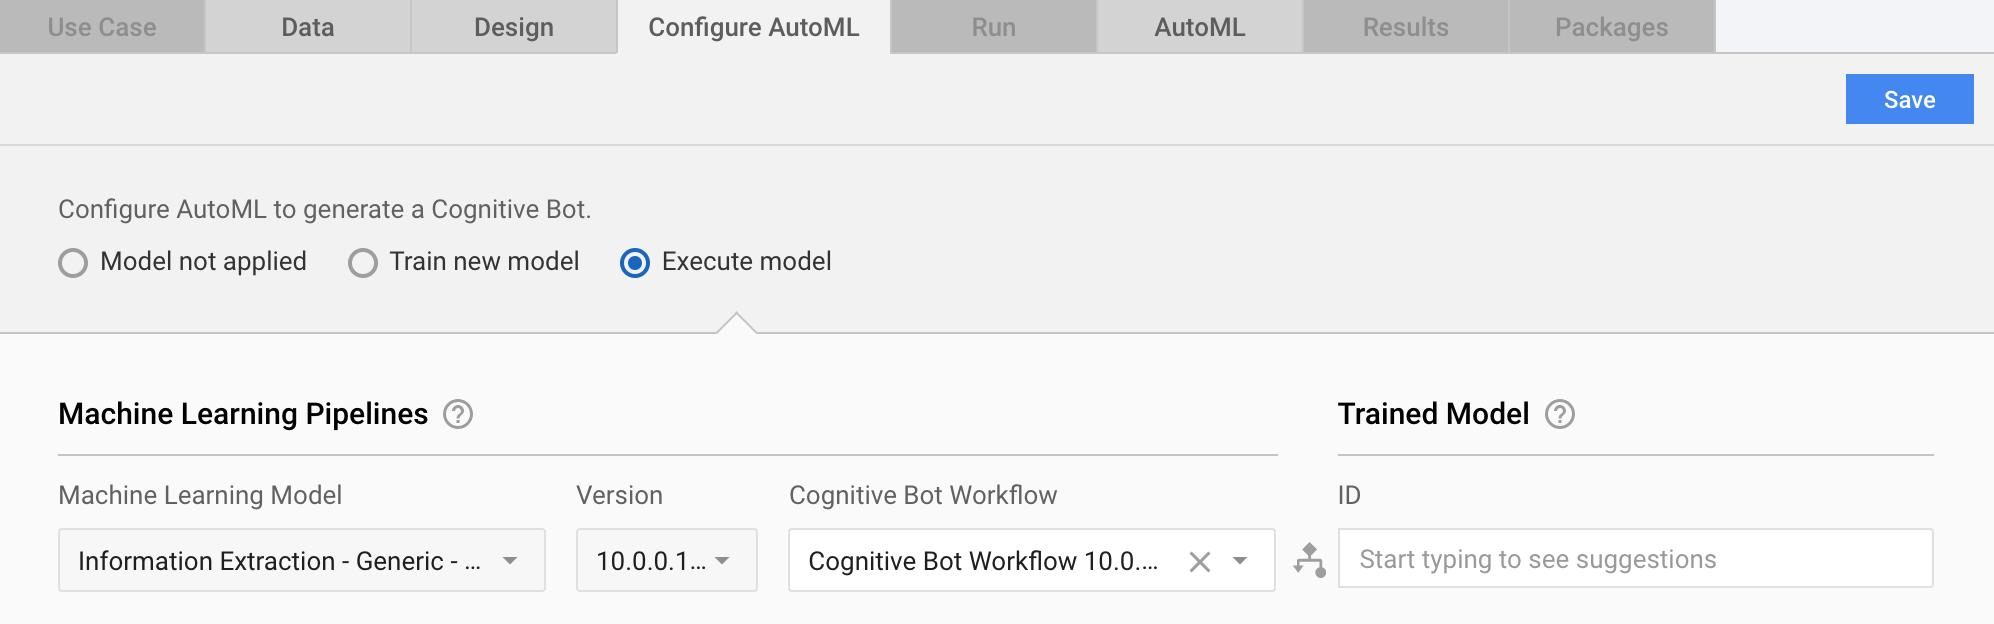 Use Case Data Design Configure AutoML Run AutoML Results Packages
Save
Configure AutoML to generate a Cognitive Bot.
Model not applied Train new model Execute model
Machine Learning Pipelines ? Trained Model ?
Machine Learning Model Version Cognitive Bot Workflow ID
Information Extraction - Generic - ... 10.0.0.1... Cognitive Bot Workflow 10.0.... Start typing to see suggestions